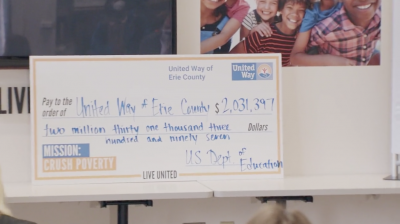 United Way of
Erie County
United Way
Pay to the
order of United Way of Erie County $ 2,031,397
two million thirty one thousand three
hundred and ninety seven Dollars
MISSION:
CRUSH POVERTY
U.S. Dept of
Education
LIVE UNITED
LIV